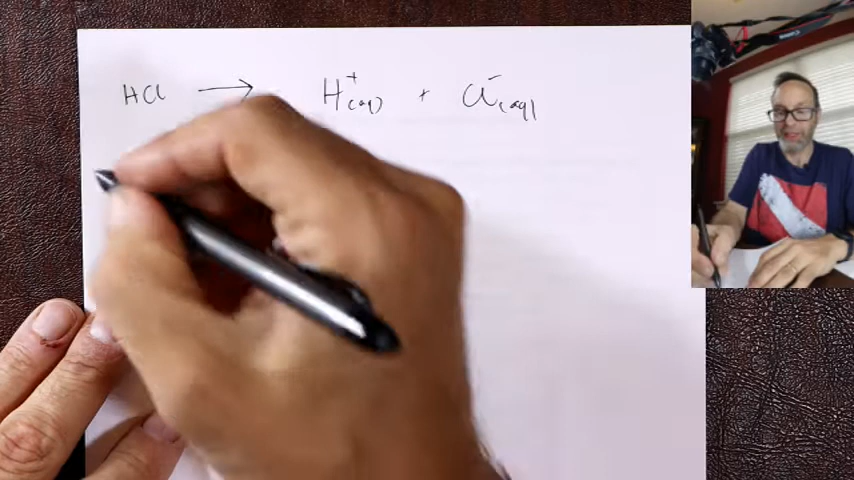 HCl → H⁺(aq) + Cl⁻(aq)